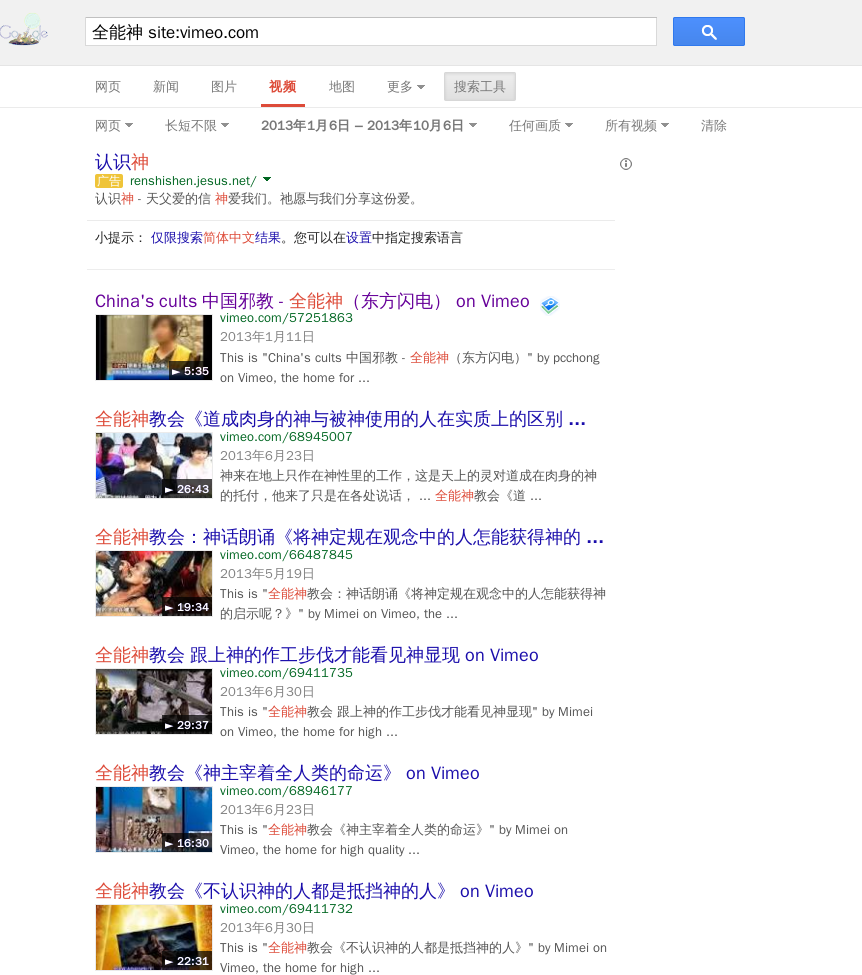 Google
全能神 site:vimeo.com
网页 新闻 图片 视频 地图 更多 搜索工具
网页 长短不限 2013年1月6日 – 2013年10月6日 任何画质 所有视频 清除
认识神
广告 renshishen.jesus.net/
认识神 - 天父爱的信 神爱我们。祂愿与我们分享这份爱。
小提示： 仅限搜索简体中文结果。您可以在设置中指定搜索语言
China's cults 中国邪教 - 全能神（东方闪电） on Vimeo
vimeo.com/57251863
2013年1月11日
This is "China's cults 中国邪教 - 全能神（东方闪电）" by pcchong
on Vimeo, the home for ...
► 5:35
全能神教会《道成肉身的神与被神使用的人在实质上的区别 ...
vimeo.com/68945007
2013年6月23日
神来在地上只作在神性里的工作，这是天上的灵对道成在肉身的神
的托付，他来了只是在各处说话， ... 全能神教会《道 ...
► 26:43
全能神教会：神话朗诵《将神定规在观念中的人怎能获得神的 ...
vimeo.com/66487845
2013年5月19日
This is "全能神教会：神话朗诵《将神定规在观念中的人怎能获得神
的启示呢？》" by Mimei on Vimeo, the ...
► 19:34
全能神教会 跟上神的作工步伐才能看见神显现 on Vimeo
vimeo.com/69411735
2013年6月30日
This is "全能神教会 跟上神的作工步伐才能看见神显现" by Mimei
on Vimeo, the home for high ...
► 29:37
全能神教会《神主宰着全人类的命运》 on Vimeo
vimeo.com/68946177
2013年6月23日
This is "全能神教会《神主宰着全人类的命运》" by Mimei on
Vimeo, the home for high quality ...
► 16:30
全能神教会《不认识神的人都是抵挡神的人》 on Vimeo
vimeo.com/69411732
2013年6月30日
This is "全能神教会《不认识神的人都是抵挡神的人》" by Mimei on
Vimeo, the home for high ...
► 22:31